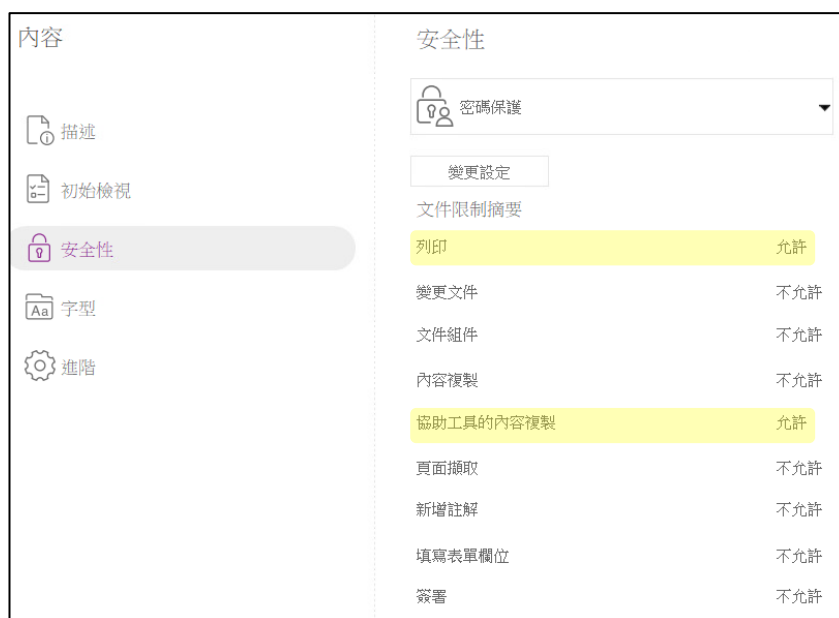 內容
描述
初始檢視
安全性
Aa 字型
進階
安全性
密碼保護
變更設定
文件限制摘要
列印 允許
變更文件 不允許
文件組件 不允許
內容複製 不允許
協助工具的內容複製 允許
頁面擷取 不允許
新增註解 不允許
填寫表單欄位 不允許
簽署 不允許